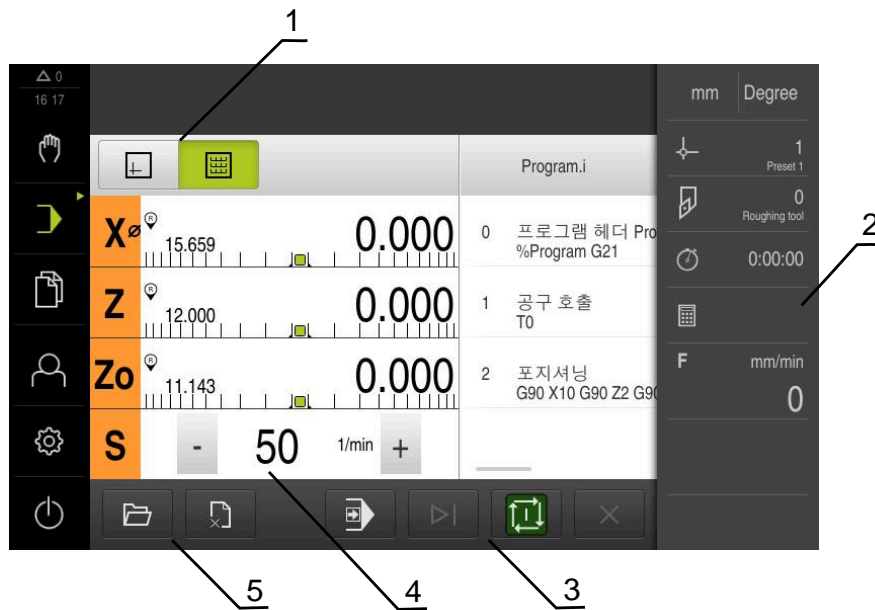 1
△ 0
16 17
mm Degree
1
Preset 1
Program.i
0
Roughing tool
2
X⌀ R 15.659 0.000
0 프로그램 헤더 Pro
%Program G21
0:00:00
Z R 12.000 0.000
1 공구 호출
T0
F mm/min
0
Zo R 11.143 0.000
2 포지셔닝
G90 X10 G90 Z2 G90
S - 50 1/min +
5
4
3